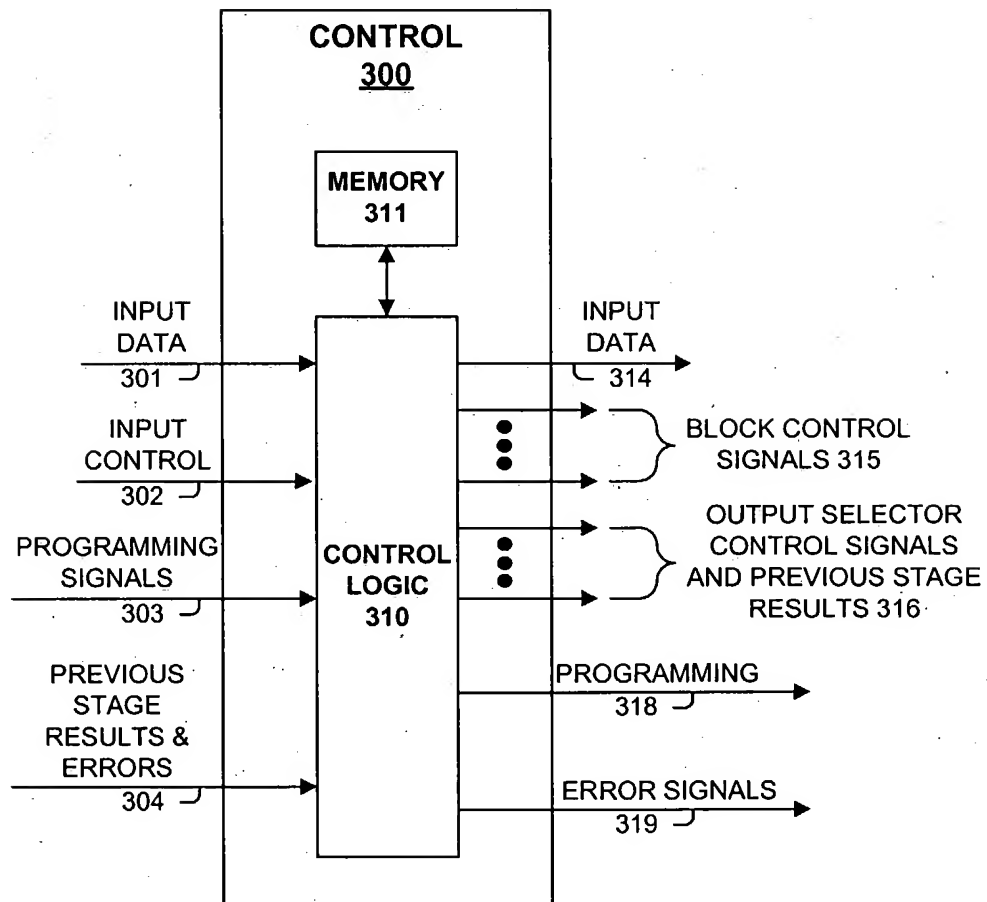 CONTROL
300
MEMORY
311
INPUT
DATA
301
INPUT
CONTROL
302
PROGRAMMING
SIGNALS
303
PREVIOUS
STAGE
RESULTS &
ERRORS
304
CONTROL
LOGIC
310
INPUT
DATA
314
BLOCK CONTROL
SIGNALS 315
OUTPUT SELECTOR
CONTROL SIGNALS
AND PREVIOUS STAGE
RESULTS 316
PROGRAMMING
318
ERROR SIGNALS
319